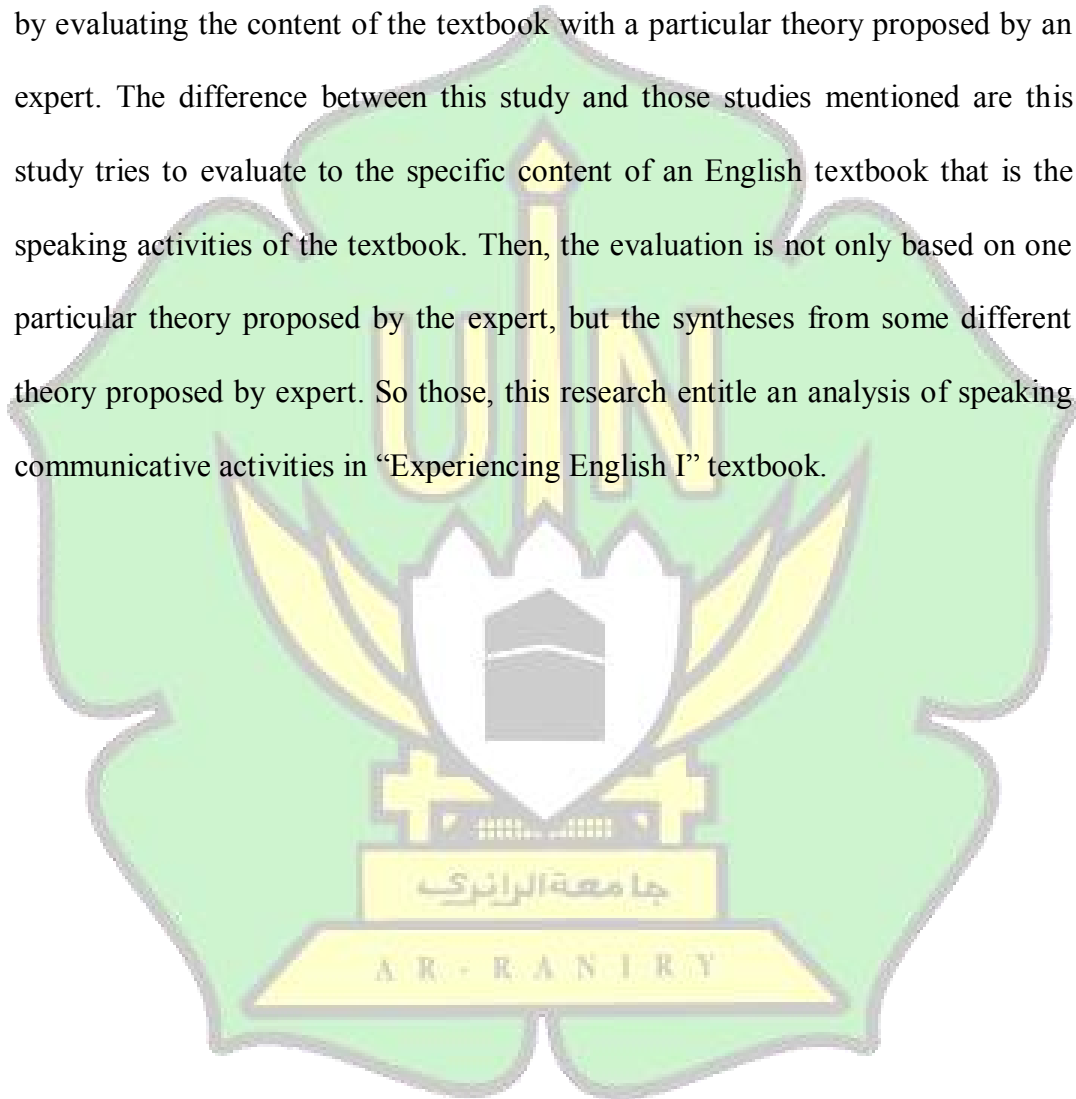 by evaluating the content of the textbook with a particular theory proposed by an
expert. The difference between this study and those studies mentioned are this
study tries to evaluate to the specific content of an English textbook that is the
speaking activities of the textbook. Then, the evaluation is not only based on one
particular theory proposed by the expert, but the syntheses from some different
theory proposed by expert. So those, this research entitle an analysis of speaking
communicative activities in “Experiencing English I” textbook.
UIN
جامعة الرانري
AR-RANIRY